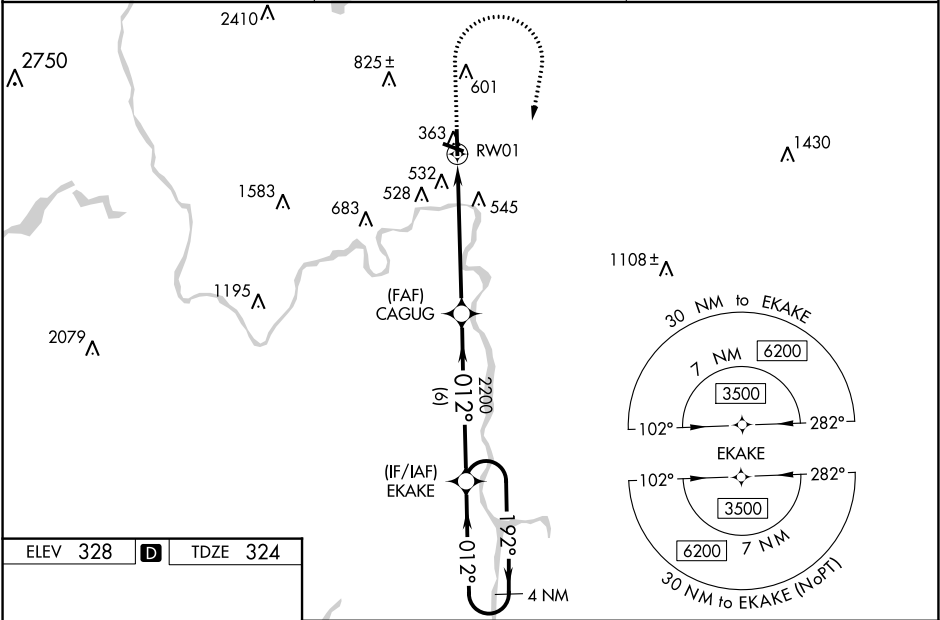 2410
2750
825 ±
601
363
RW01
1430
532
528
545
1583
683
1108 ±
1195
(FAF)
CAGUG
2079
2200
012°
(6)
(IF/IAF)
EKAKE
192°
012°
4 NM
30 NM to EKAKE
7 NM
6200
3500
102°
282°
EKAKE
102°
282°
3500
6200
7 NM
30 NM to EKAKE (NoPT)
ELEV 328 D TDZE 324